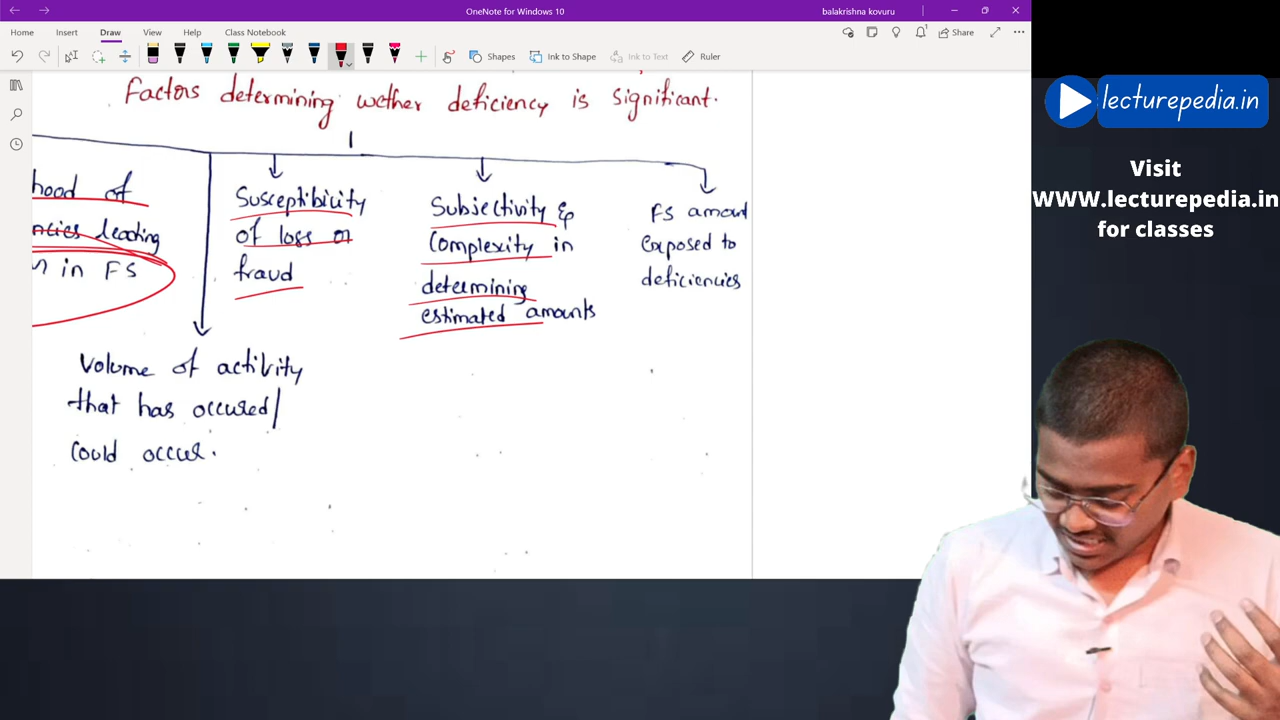 OneNote for Windows 10
balakrishna kovuru
Home Insert Draw View Help Class Notebook
Share
Shapes Ink to Shape Ink to Text Ruler
Factors determining wether deficiency is significant.
hood of
ncies leading
n in FS
Susceptibicity
of loss or
fraud
Subjectivity &
Complexity in
determining
estimated amounts
FS amount
exposed to
deficiencies
Volume of activity
that has occured/
Could occur.
lecturepedia.in
Visit
WWW.lecturepedia.in
for classes